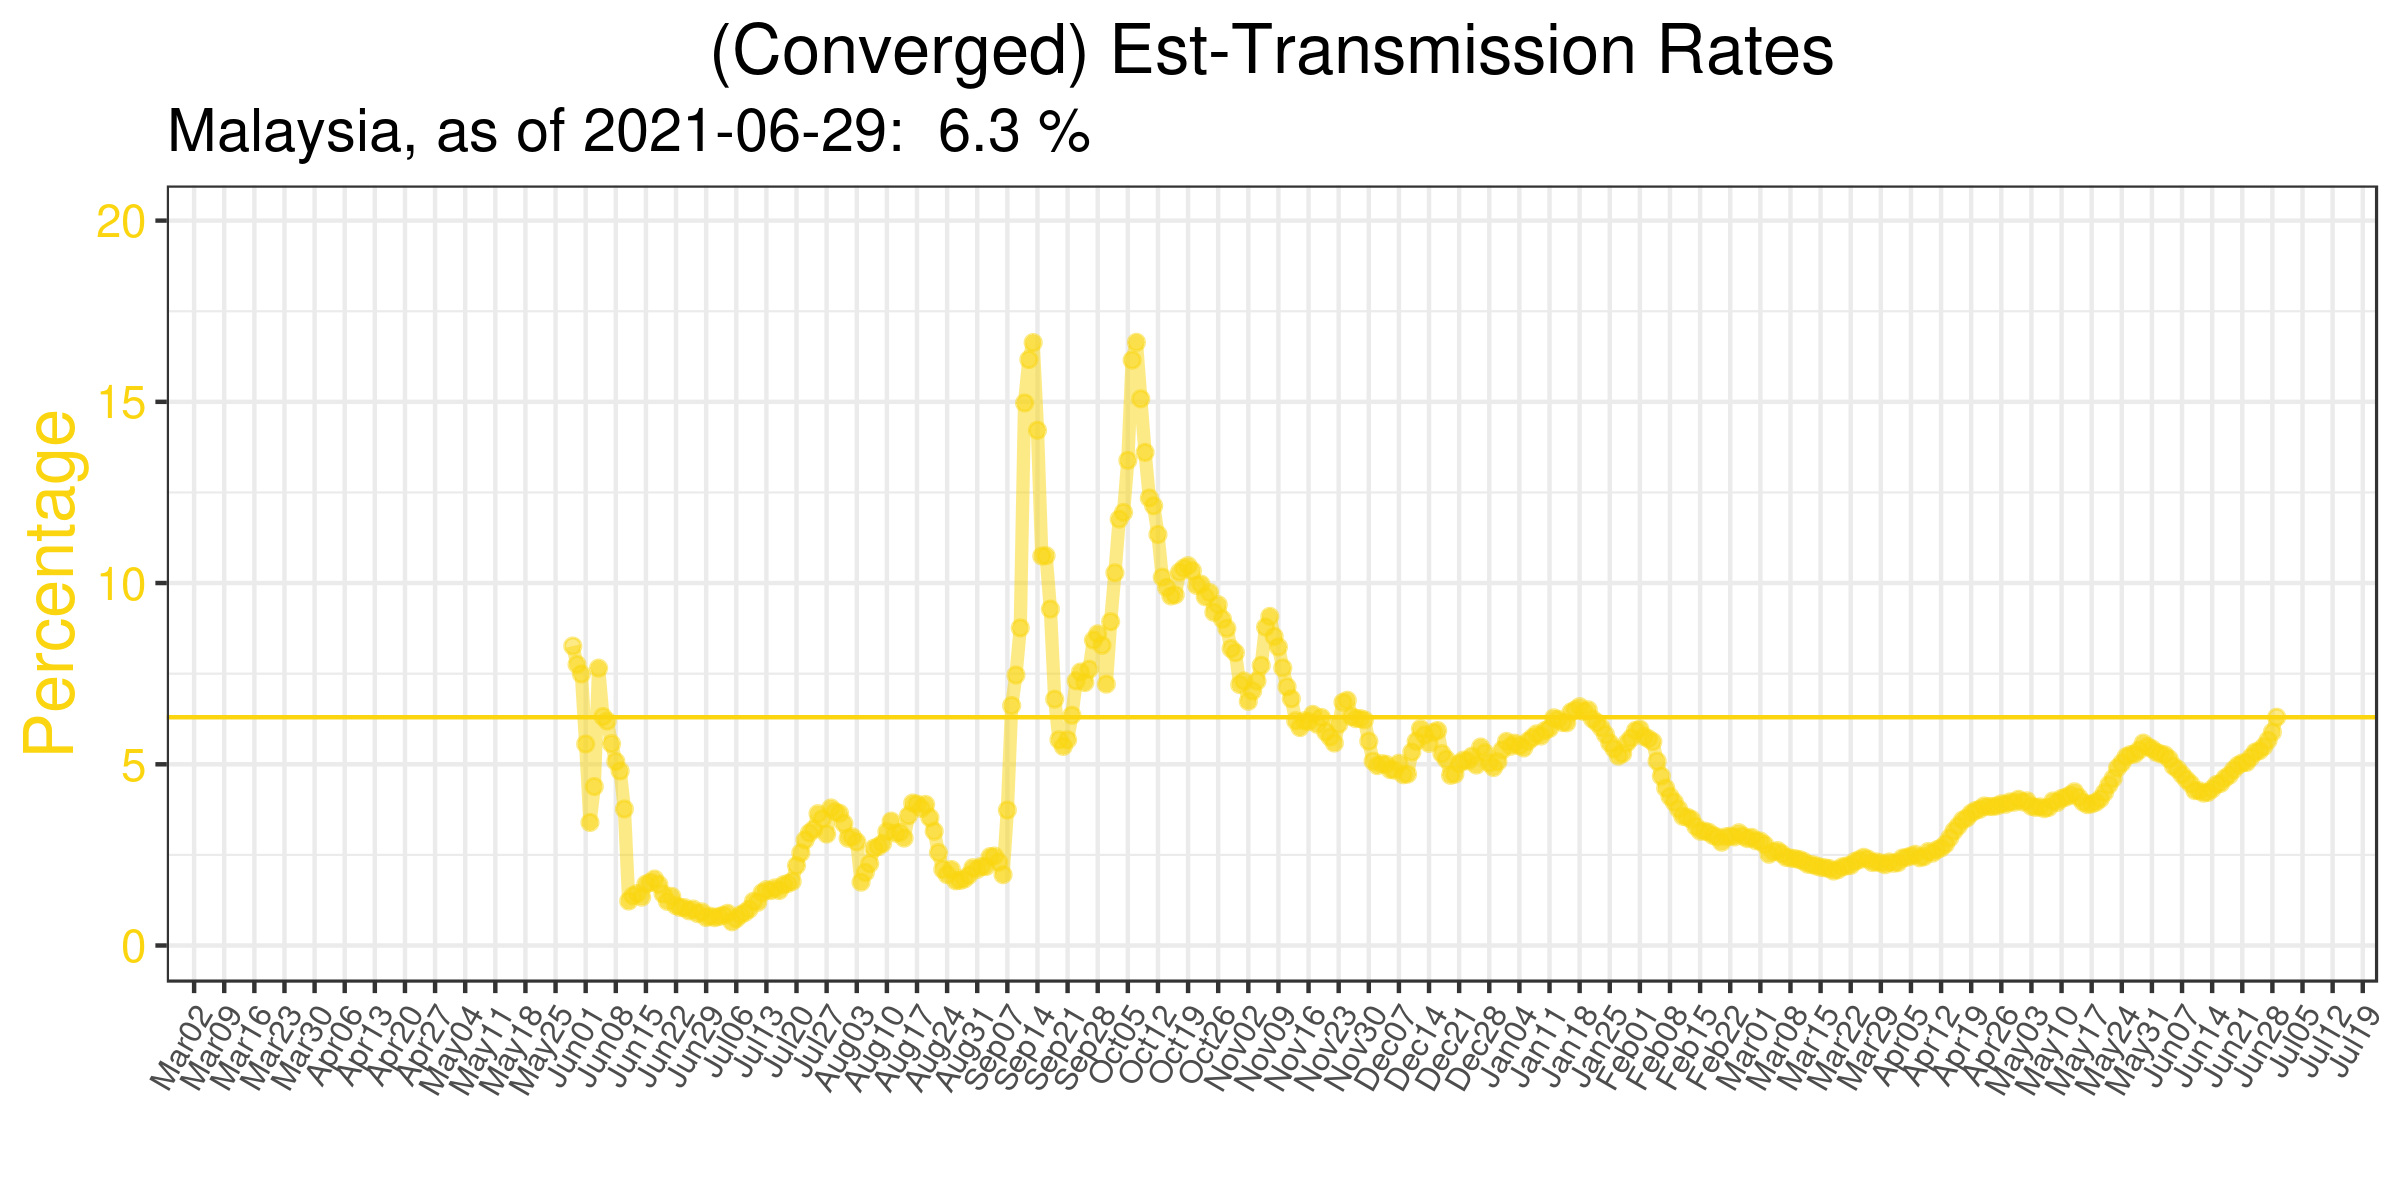 (Converged) Est-Transmission Rates
Malaysia, as of 2021-06-29: 6.3 %
Percentage
20
15
10
5
0
Mar02
Mar09
Mar16
Mar23
Mar30
Apr06
Apr13
Apr20
Apr27
May04
May11
May18
May25
Jun01
Jun08
Jun15
Jun22
Jun29
Jul06
Jul13
Jul20
Jul27
Aug03
Aug10
Aug17
Aug24
Aug31
Sep07
Sep14
Sep21
Sep28
Oct05
Oct12
Oct19
Oct26
Nov02
Nov09
Nov16
Nov23
Nov30
Dec07
Dec14
Dec21
Dec28
Jan04
Jan11
Jan18
Jan25
Feb01
Feb08
Feb15
Feb22
Mar01
Mar08
Mar15
Mar22
Mar29
Apr05
Apr12
Apr19
Apr26
May03
May10
May17
May24
May31
Jun07
Jun14
Jun21
Jun28
Jul05
Jul12
Jul19